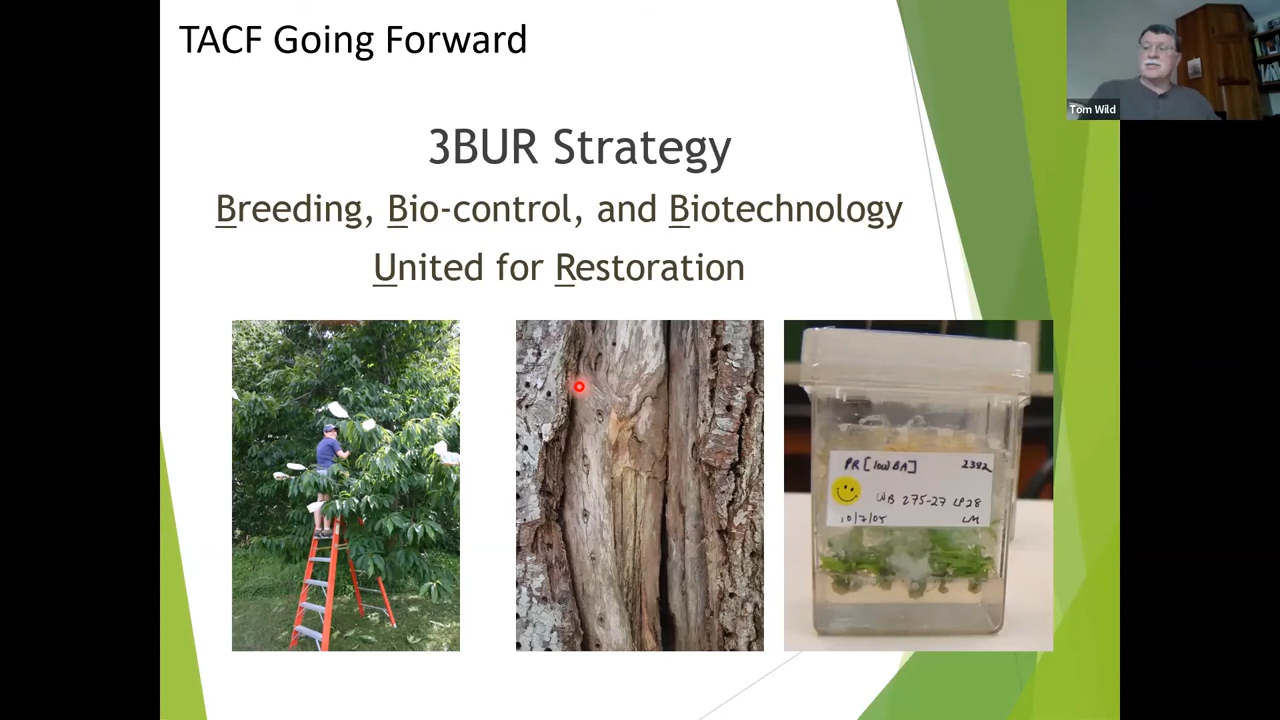 TACF Going Forward
Tom Wild
3BUR Strategy
Breeding, Bio-control, and Biotechnology
United for Restoration
PR [low BA] 2382
WB 275-27 LP28
10/7/05 LM